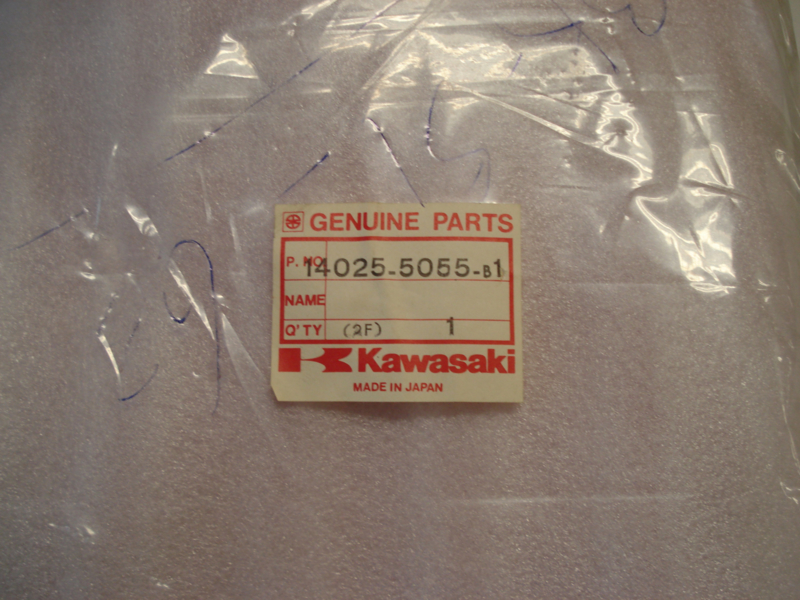 GENUINE PARTS
P. NO 14025-5055-B1
NAME
Q'TY (2F) 1
Kawasaki
MADE IN JAPAN